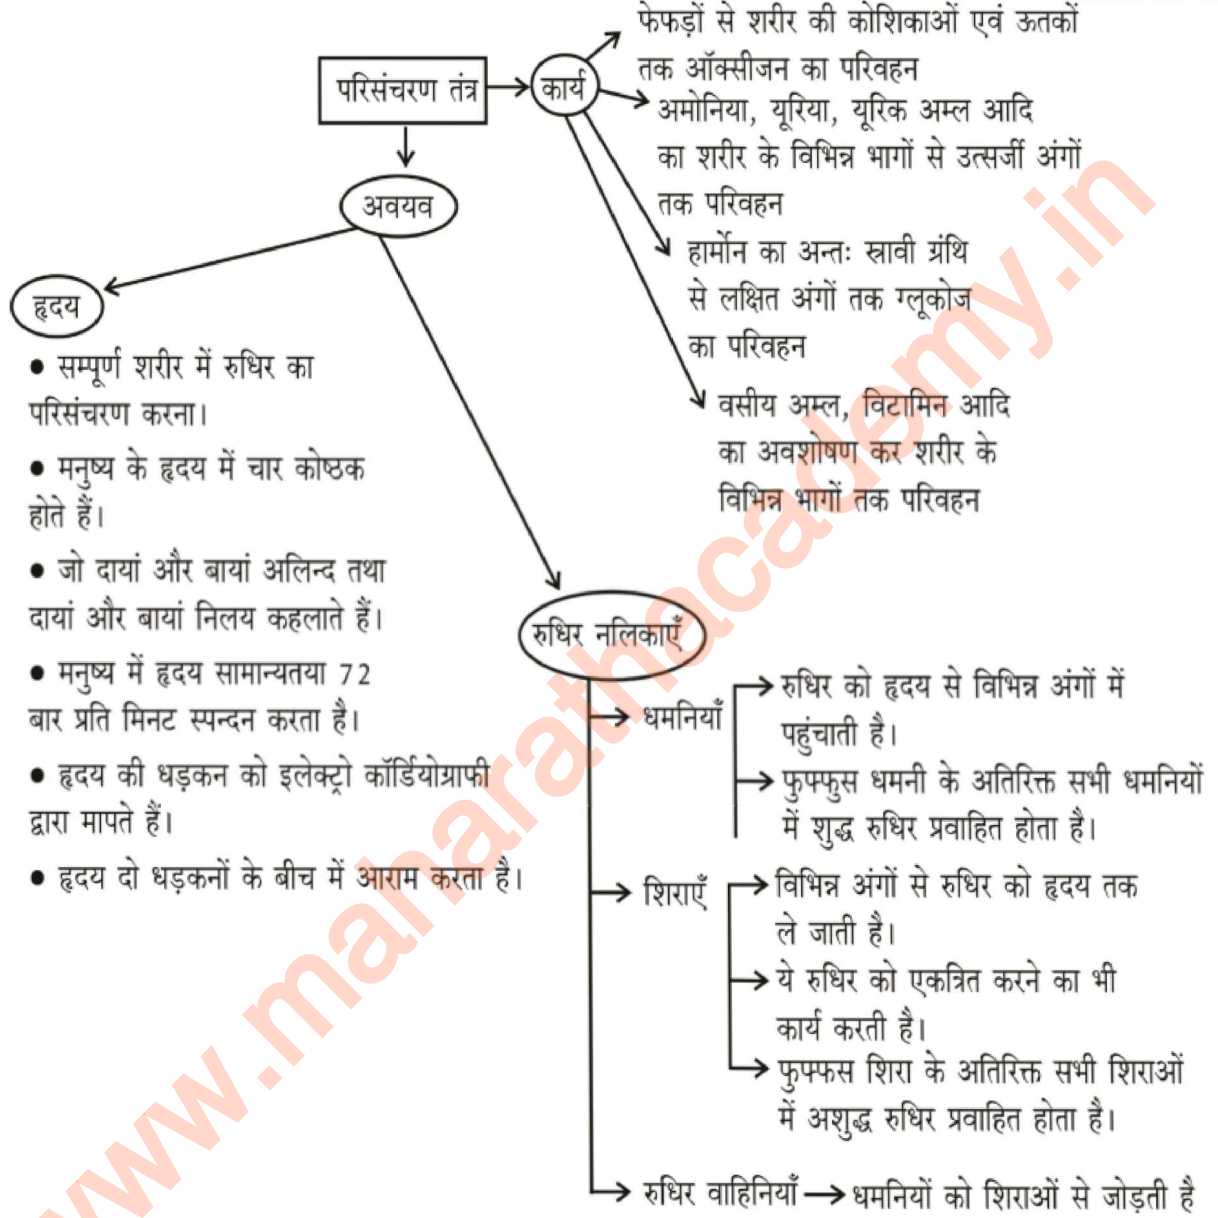 परिसंचरण तंत्र
कार्य
फेफड़ों से शरीर की कोशिकाओं एवं ऊतकों
तक ऑक्सीजन का परिवहन
अमोनिया, यूरिया, यूरिक अम्ल आदि
का शरीर के विभिन्न भागों से उत्सर्जी अंगों
तक परिवहन
हार्मोन का अन्तः स्रावी ग्रंथि
से लक्षित अंगों तक ग्लूकोज
का परिवहन
वसीय अम्ल, विटामिन आदि
का अवशोषण कर शरीर के
विभिन्न भागों तक परिवहन
अवयव
हृदय
• सम्पूर्ण शरीर में रुधिर का
परिसंचरण करना।
• मनुष्य के हृदय में चार कोष्ठक
होते हैं।
• जो दायां और बायां अलिन्द तथा
दायां और बायां निलय कहलाते हैं।
• मनुष्य में हृदय सामान्यतया 72
बार प्रति मिनट स्पन्दन करता है।
• हृदय की धड़कन को इलेक्ट्रो कॉर्डियोग्राफी
द्वारा मापते हैं।
• हृदय दो धड़कनों के बीच में आराम करता है।
रुधिर नलिकाएँ
धमनियाँ
रुधिर को हृदय से विभिन्न अंगों में
पहुंचाती है।
फुफ्फुस धमनी के अतिरिक्त सभी धमनियों
में शुद्ध रुधिर प्रवाहित होता है।
शिराएँ
विभिन्न अंगों से रुधिर को हृदय तक
ले जाती है।
ये रुधिर को एकत्रित करने का भी
कार्य करती है।
फुफ्फस शिरा के अतिरिक्त सभी शिराओं
में अशुद्ध रुधिर प्रवाहित होता है।
रुधिर वाहिनियाँ
धमनियों को शिराओं से जोड़ती है
www.maharathacademy.in